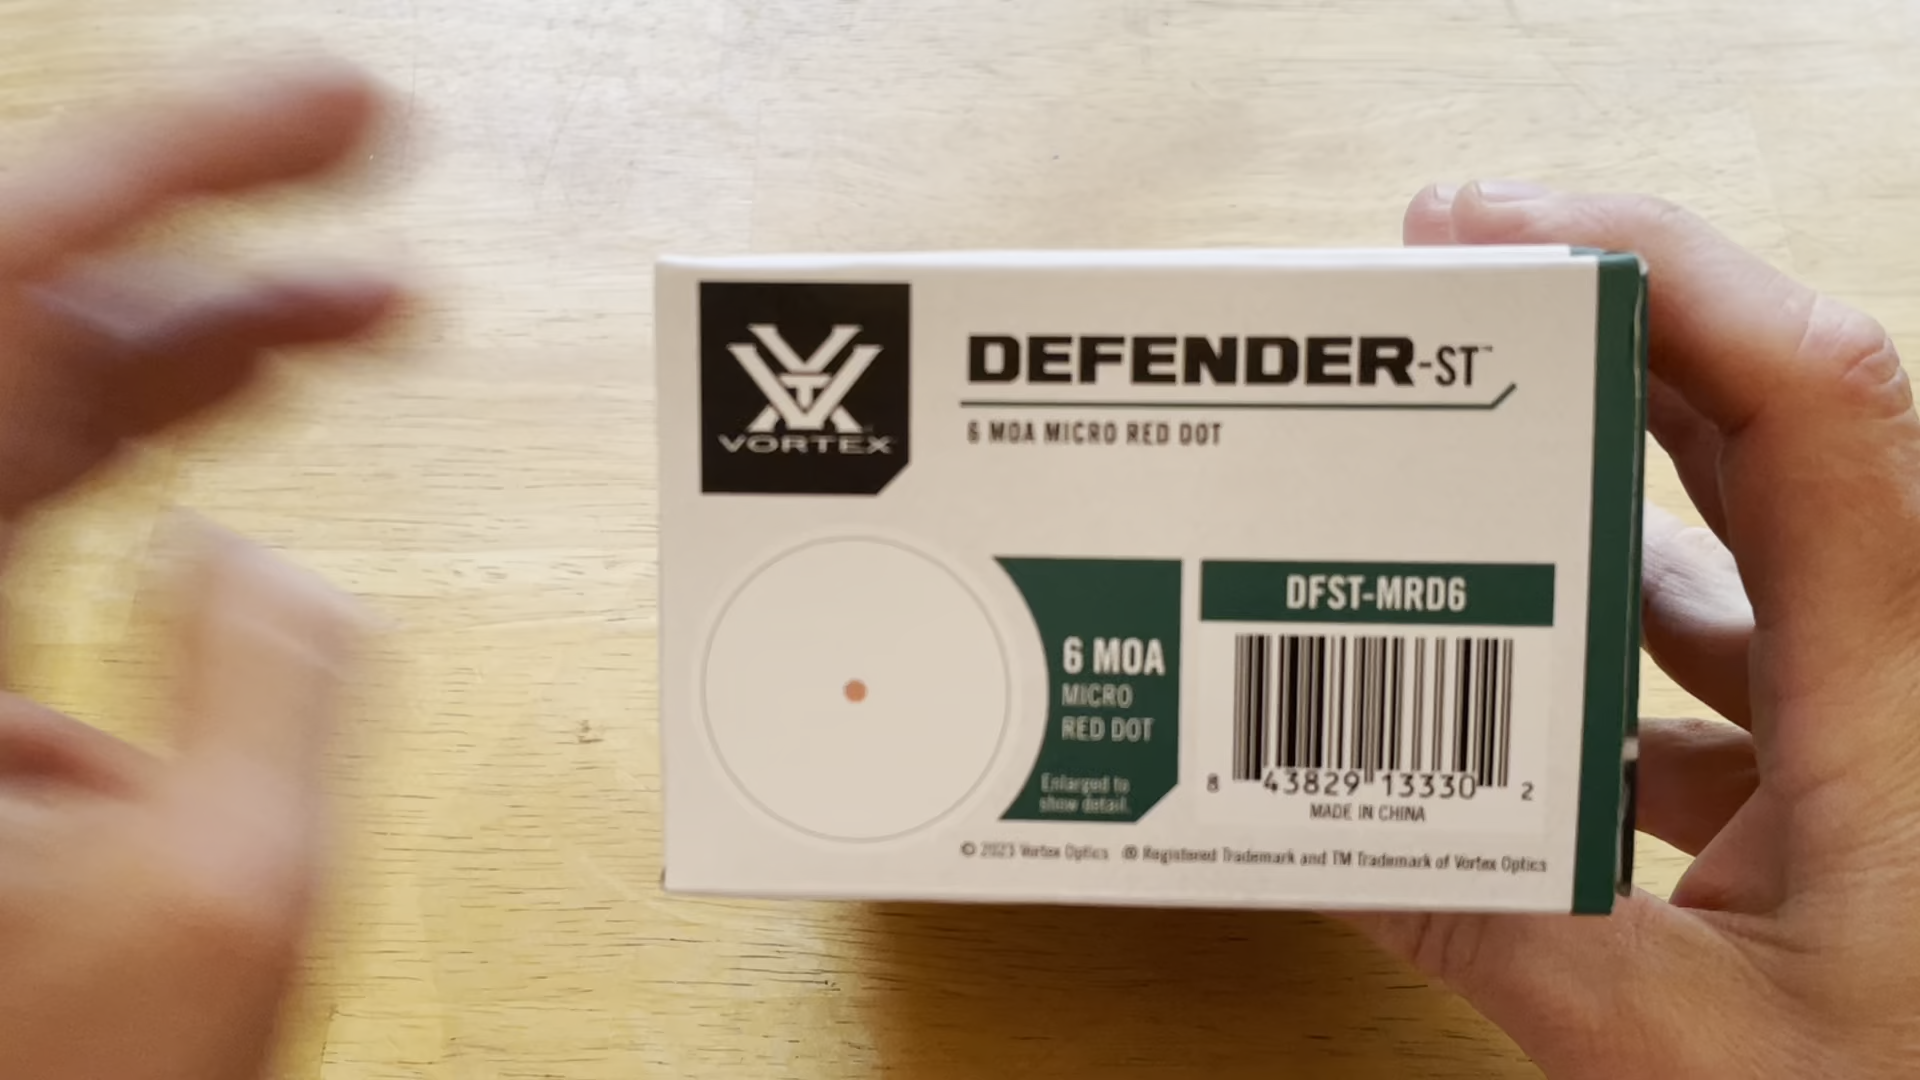 VORTEX
DEFENDER-ST™
6 MOA MICRO RED DOT
6 MOA
MICRO
RED DOT
Enlarged to
show detail.
DFST-MRD6
8 43829 13330 2
MADE IN CHINA
© 2023 Vortex Optics ® Registered Trademark and TM Trademark of Vortex Optics